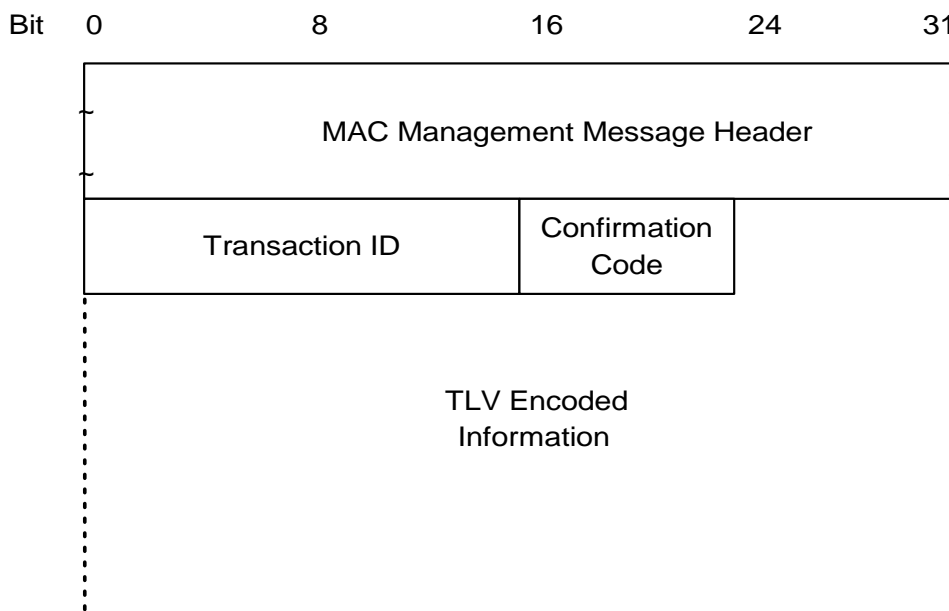 Bit 0 8 16 24 31
~
MAC Management Message Header
~
Transaction ID
Confirmation
Code
TLV Encoded
Information